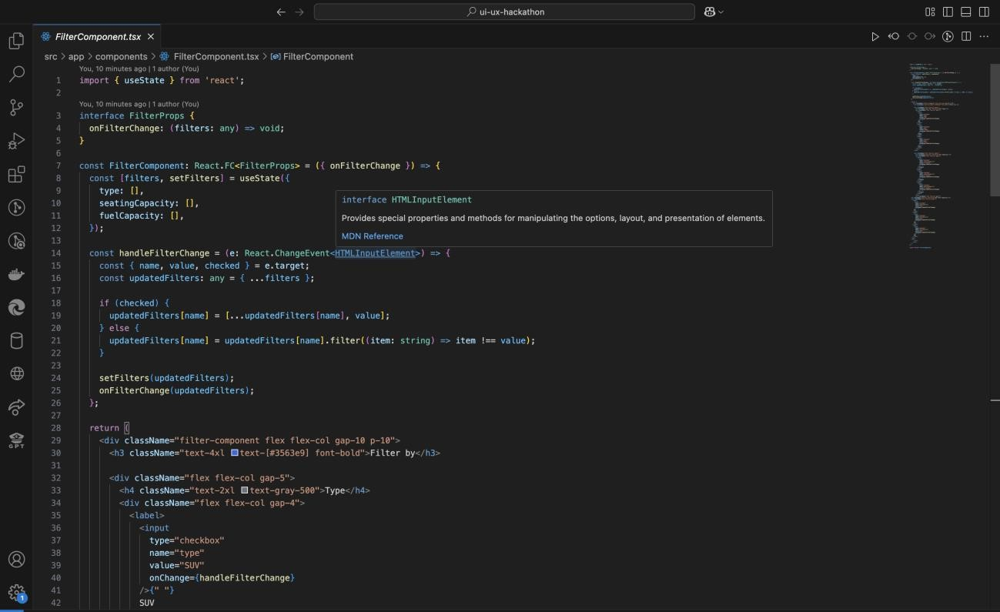 ui-ux-hackathon
FilterComponent.tsx
src > app > components > FilterComponent.tsx > FilterComponent
You, 10 minutes ago | 1 author (You)
1 import { useState } from 'react';
2
You, 10 minutes ago | 1 author (You)
3 interface FilterProps {
4 onFilterChange: (filters: any) => void;
5 }
6
7 const FilterComponent: React.FC<FilterProps> = ({ onFilterChange }) => {
8 const [filters, setFilters] = useState({
9 type: [],
10 seatingCapacity: [],
11 fuelCapacity: [],
12 });
13
interface HTMLInputElement
Provides special properties and methods for manipulating the options, layout, and presentation of elements.
MDN Reference
14 const handleFilterChange = (e: React.ChangeEvent<HTMLInputElement>) => {
15 const { name, value, checked } = e.target;
16 const updatedFilters: any = { ...filters };
17
18 if (checked) {
19 updatedFilters[name] = [...updatedFilters[name], value];
20 } else {
21 updatedFilters[name] = updatedFilters[name].filter((item: string) => item !== value);
22 }
23
24 setFilters(updatedFilters);
25 onFilterChange(updatedFilters);
26 };
27
28 return (
29 <div className="filter-component flex flex-col gap-10 p-10">
30 <h3 className="text-4xl text-[#3563e9] font-bold">Filter by</h3>
31
32 <div className="flex flex-col gap-5">
33 <h4 className="text-2xl text-gray-500">Type</h4>
34 <div className="flex flex-col gap-4">
35 <label>
36 <input
37 type="checkbox"
38 name="type"
39 value="SUV"
40 onChange={handleFilterChange}
41 />{" "}
42 SUV
GPT
1